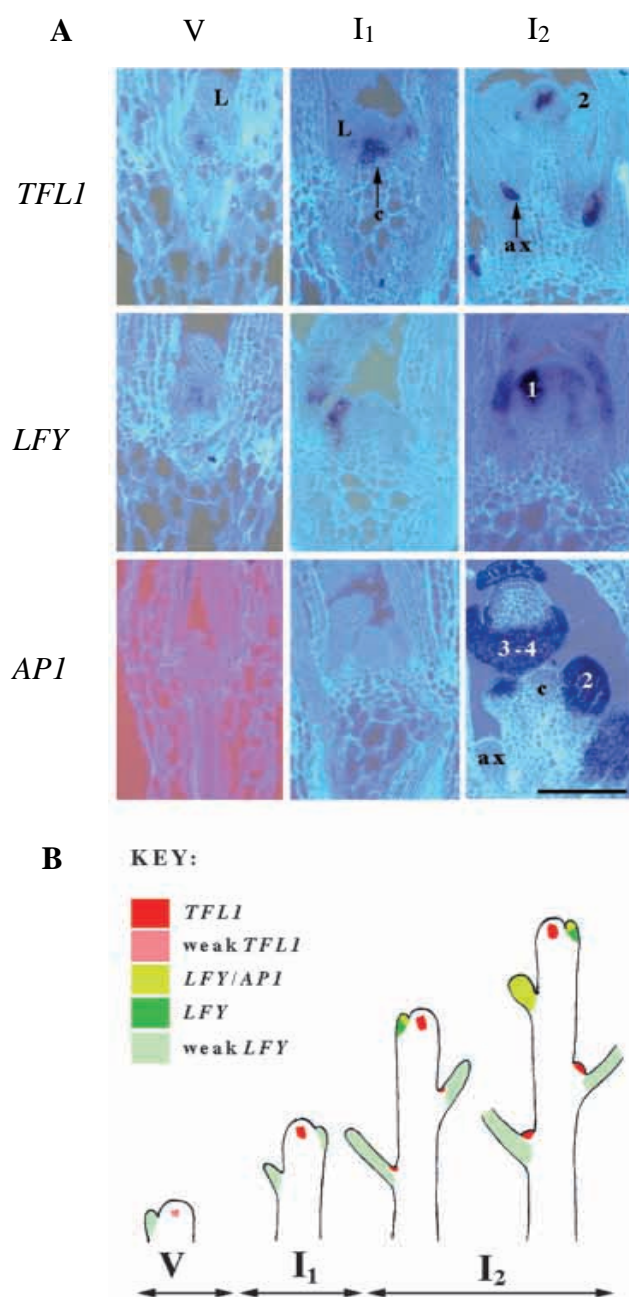 A V I₁ I₂
TFL1
L
L
c
2
ax
LFY
1
AP1
3-4
c
2
ax
B
KEY:
TFL1
weak TFL1
LFY/AP1
LFY
weak LFY
V I₁ I₂